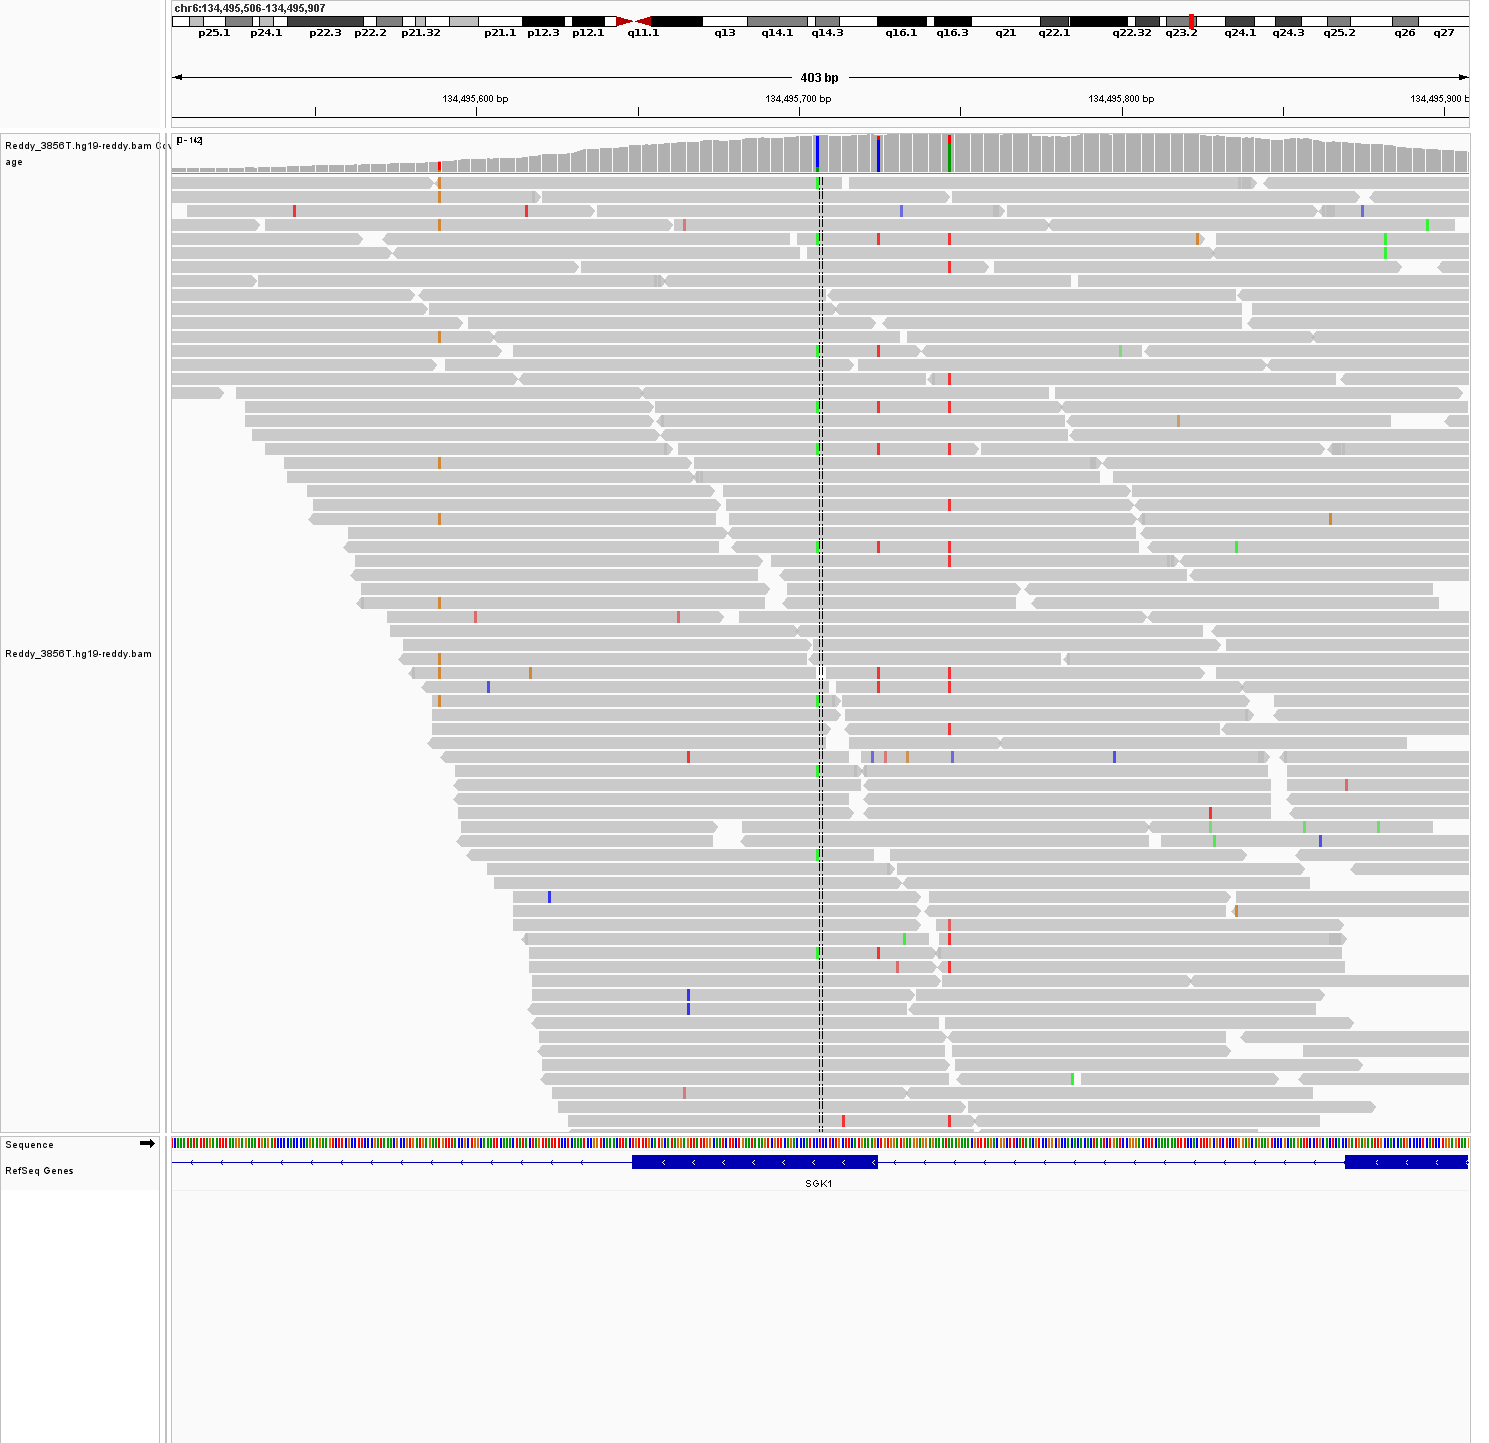 chr6:134,495,506-134,495,907
p25.1 p24.1 p22.3 p22.2 p21.32 p21.1 p12.3 p12.1 q11.1 q13 q14.1 q14.3 q16.1 q16.3 q21 q22.1 q22.32 q23.2 q24.1 q24.3 q25.2 q26 q27
403 bp
134,495,600 bp 134,495,700 bp 134,495,800 bp 134,495,900 b
Reddy_3856T.hg19-reddy.bam Cov
age
[0 - 142]
Reddy_3856T.hg19-reddy.bam
Sequence
RefSeq Genes
SGK1